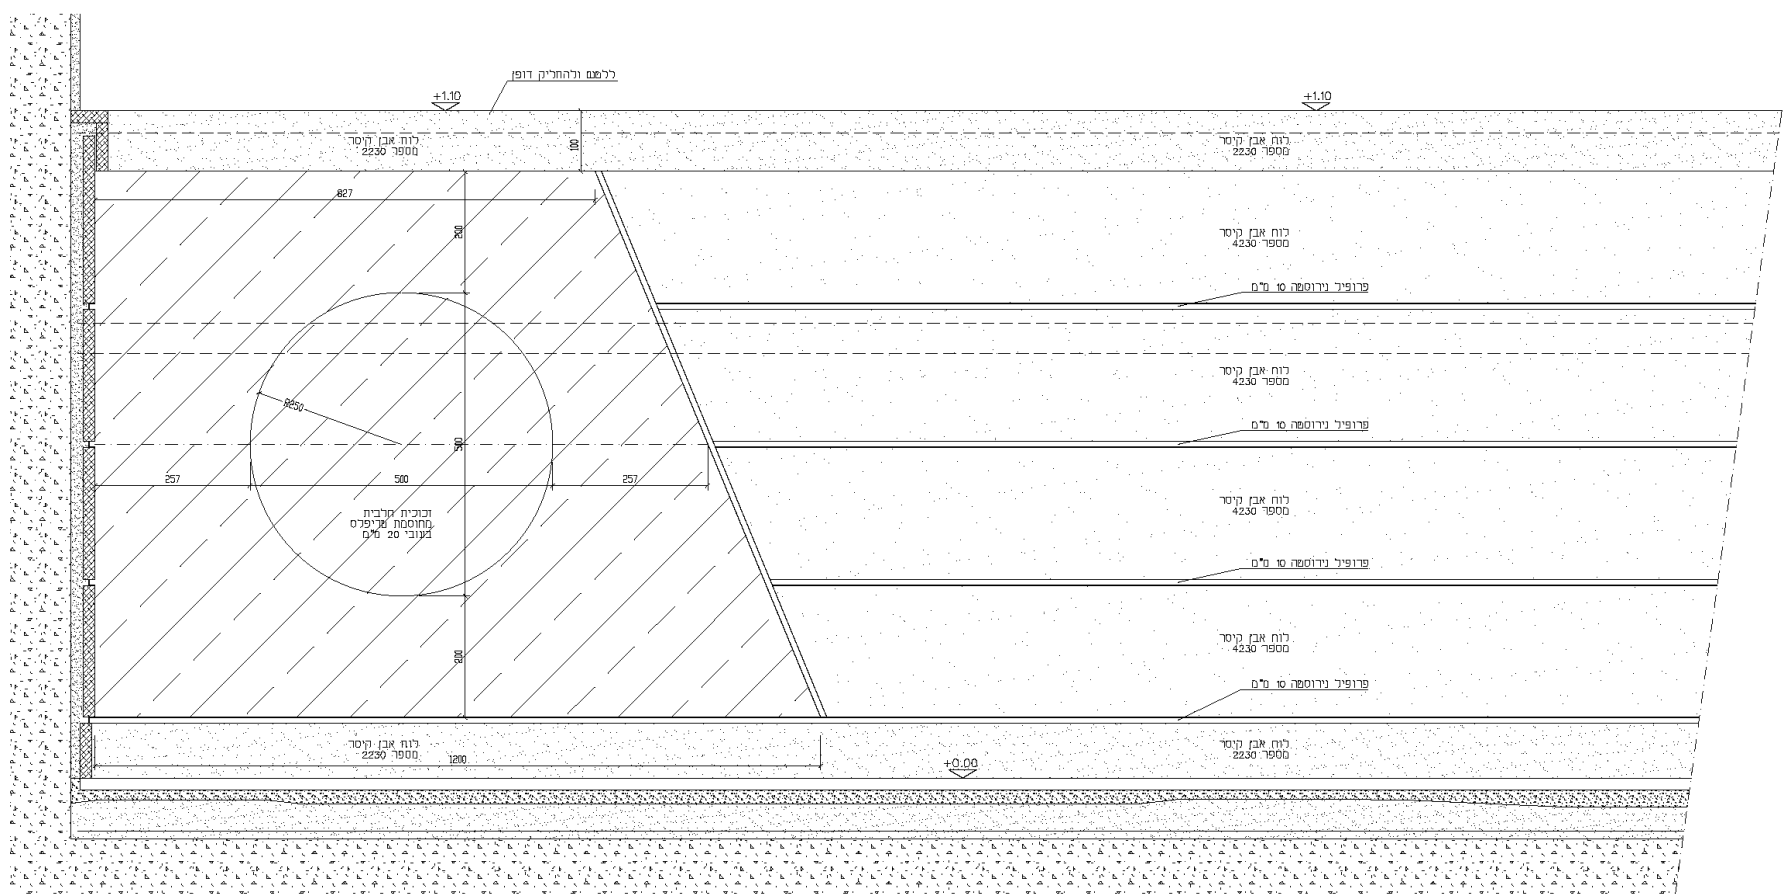 ללטש ולהחליק דופן
+1.10
+1.10
לוח אבן קיסר
מספר 2230
100
לוח אבן קיסר
מספר 2230
827
200
לוח אבן קיסר
מספר 4230
פרופיל נירוסטה 10 מ"מ
לוח אבן קיסר
מספר 4230
R250
פרופיל נירוסטה 10 מ"מ
500
257
500
257
לוח אבן קיסר
מספר 4230
זכוכית חלבית
מחוסמת טריפלס
בעובי 20 מ"מ
פרופיל נירוסטה 10 מ"מ
200
לוח אבן קיסר
מספר 4230
פרופיל נירוסטה 10 מ"מ
לוח אבן קיסר
מספר 2230
1200
+0.00
לוח אבן קיסר
מספר 2230